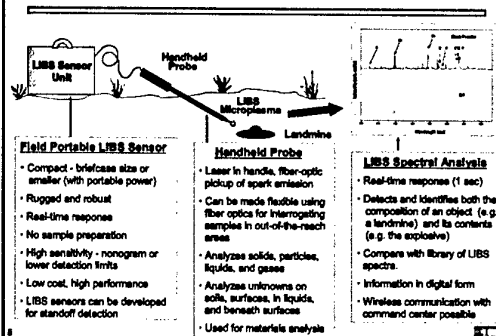 LIBS Sensor
Unit
Handheld
Probe
LIBS
Microplasma
Landmine
Field Portable LIBS Sensor
• Compact - briefcase size or
smaller (with portable power)
• Rugged and robust
• Real-time response
• No sample preparation
• High sensitivity - nonogram or
lower detection limits
• Low cost, high performance
• LIBS sensors can be developed
for standoff detection
Handheld Probe
• Laser in handle, fiber-optic
pickup of spark emission
• Can be made flexible using
fiber optics for interrogating
samples in out-of-the-reach
areas
• Analyzes solids, particles,
liquids, and gases
• Analyzes unknowns on
soils, surfaces, in liquids,
and beneath surfaces
• Used for materials analysis
LIBS Spectral Analysis
• Real-time response (1 sec)
• Detects and identifies both the
composition of an object (e.g.
a landmine) and its contents
(e.g. the explosive)
• Compare with library of LIBS
spectra.
• Information in digital form
• Wireless communication with
command center possible